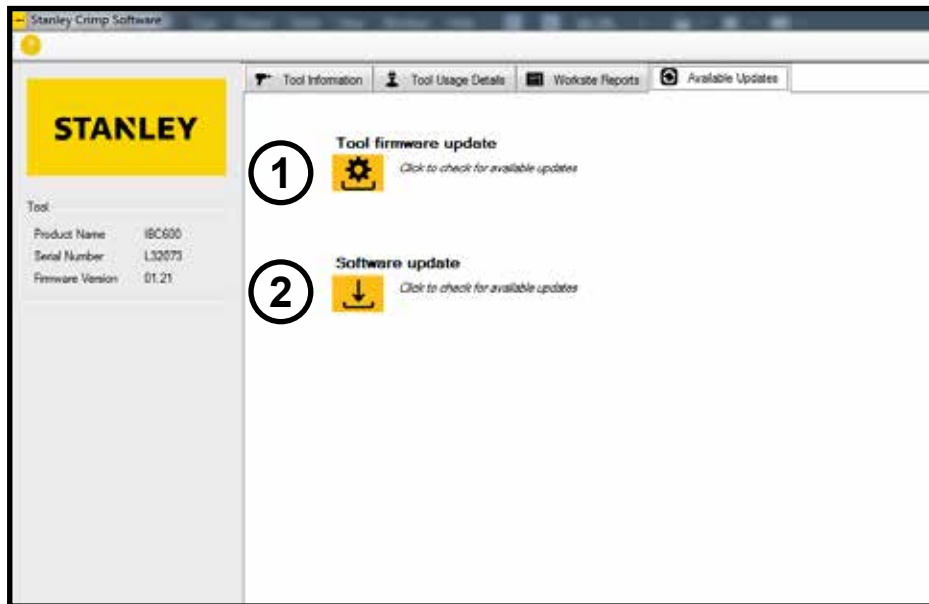 Stanley Crimp Software
Tool Information
Tool Usage Details
Worksite Reports
Available Updates
STANLEY
1
Tool firmware update
Click to check for available updates
Tool
Product Name IBC600
Serial Number L32073
Firmware Version 01.21
2
Software update
Click to check for available updates